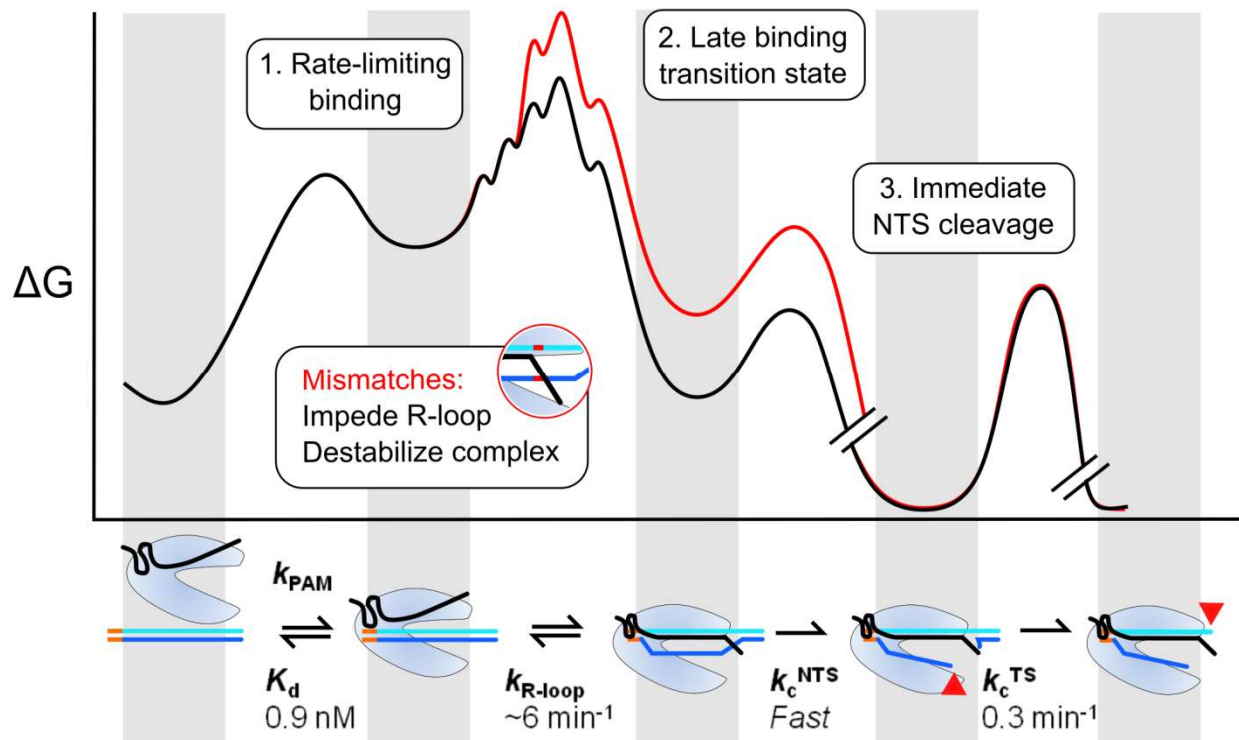 1. Rate-limiting
binding
2. Late binding
transition state
3. Immediate
NTS cleavage
ΔG
Mismatches:
Impede R-loop
Destabilize complex
k_PAM
K_d
0.9 nM
k_R-loop
~6 min⁻¹
k_c^NTS
Fast
k_c^TS
0.3 min⁻¹